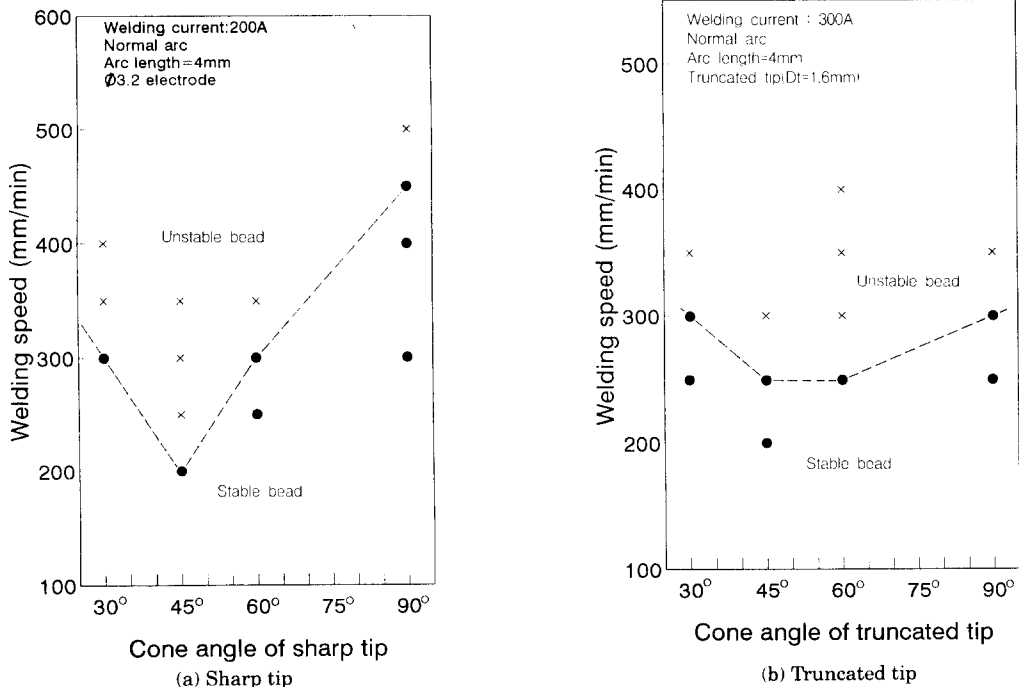 Welding current:200A
Normal arc
Arc length=4mm
Ø3.2 electrode
600
500
400
300
200
100
Welding speed (mm/min)
Unstable bead
Stable bead
30° 45° 60° 75° 90°
Cone angle of sharp tip
(a) Sharp tip
Welding current : 300A
Normal arc
Arc length=4mm
Truncated tip(Dt=1.6mm)
500
400
300
200
100
Welding speed (mm/min)
Unstable bead
Stable bead
30° 45° 60° 75° 90°
Cone angle of truncated tip
(b) Truncated tip